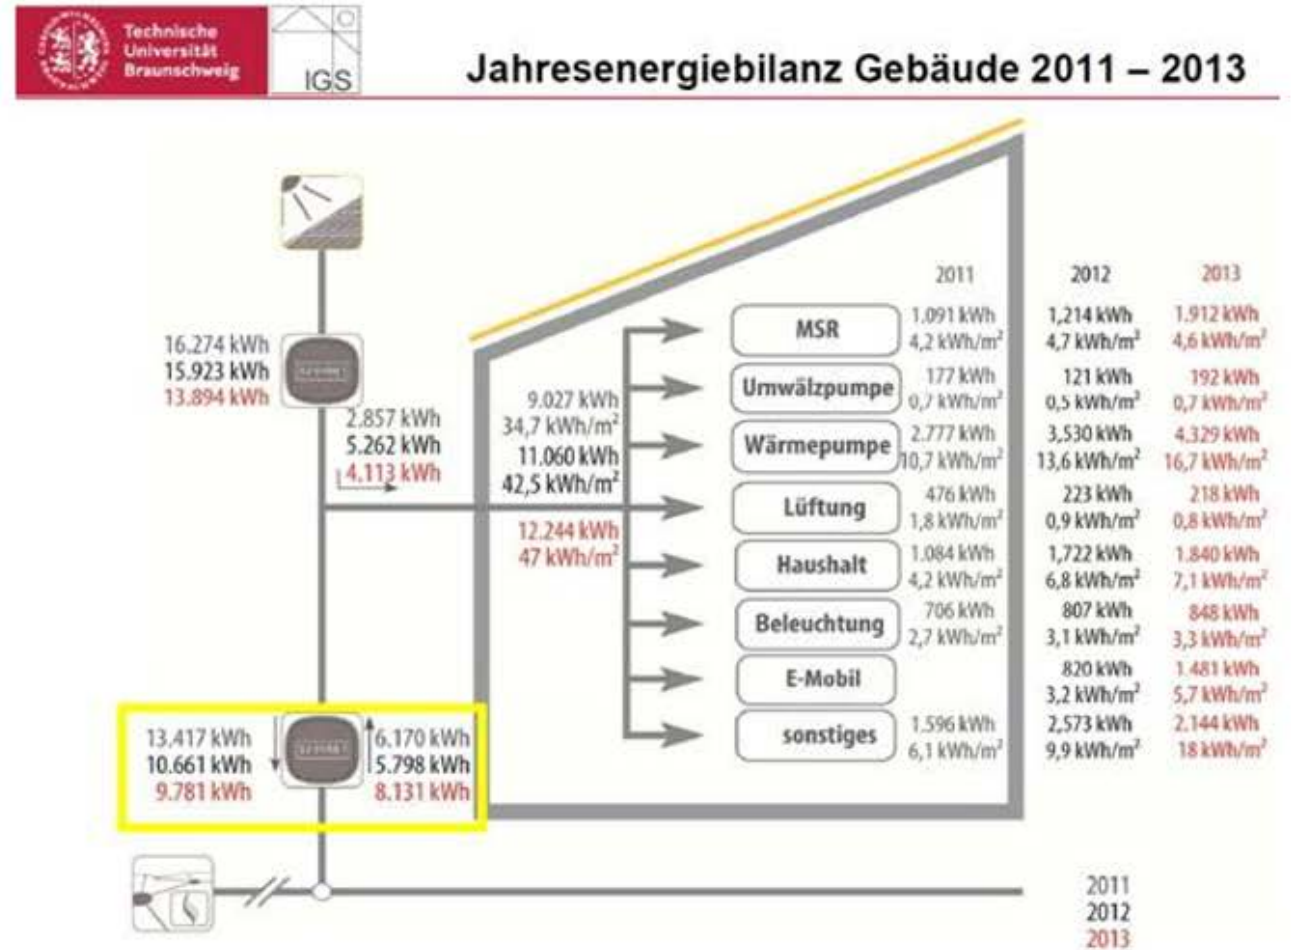 Technische
Universität
Braunschweig
IGS
Jahresenergiebilanz Gebäude 2011 – 2013
16.274 kWh
15.923 kWh
13.894 kWh
2.857 kWh
5.262 kWh
4.113 kWh
9.027 kWh
34,7 kWh/m²
11.060 kWh
42,5 kWh/m²
12.244 kWh
47 kWh/m²
2011 2012 2013
MSR 1.091 kWh 1,214 kWh 1.912 kWh
4,2 kWh/m² 4,7 kWh/m² 4,6 kWh/m²
Umwälzpumpe 177 kWh 121 kWh 192 kWh
0,7 kWh/m² 0,5 kWh/m² 0,7 kWh/m²
Wärmepumpe 2.777 kWh 3,530 kWh 4.329 kWh
10,7 kWh/m² 13,6 kWh/m² 16,7 kWh/m²
Lüftung 476 kWh 223 kWh 218 kWh
1,8 kWh/m² 0,9 kWh/m² 0,8 kWh/m²
Haushalt 1.084 kWh 1,722 kWh 1.840 kWh
4,2 kWh/m² 6,8 kWh/m² 7,1 kWh/m²
Beleuchtung 706 kWh 807 kWh 848 kWh
2,7 kWh/m² 3,1 kWh/m² 3,3 kWh/m²
E-Mobil 820 kWh 1.481 kWh
3,2 kWh/m² 5,7 kWh/m²
sonstiges 1.596 kWh 2,573 kWh 2.144 kWh
6,1 kWh/m² 9,9 kWh/m² 18 kWh/m²
13.417 kWh 6.170 kWh
10.661 kWh 5.798 kWh
9.781 kWh 8.131 kWh
2011
2012
2013